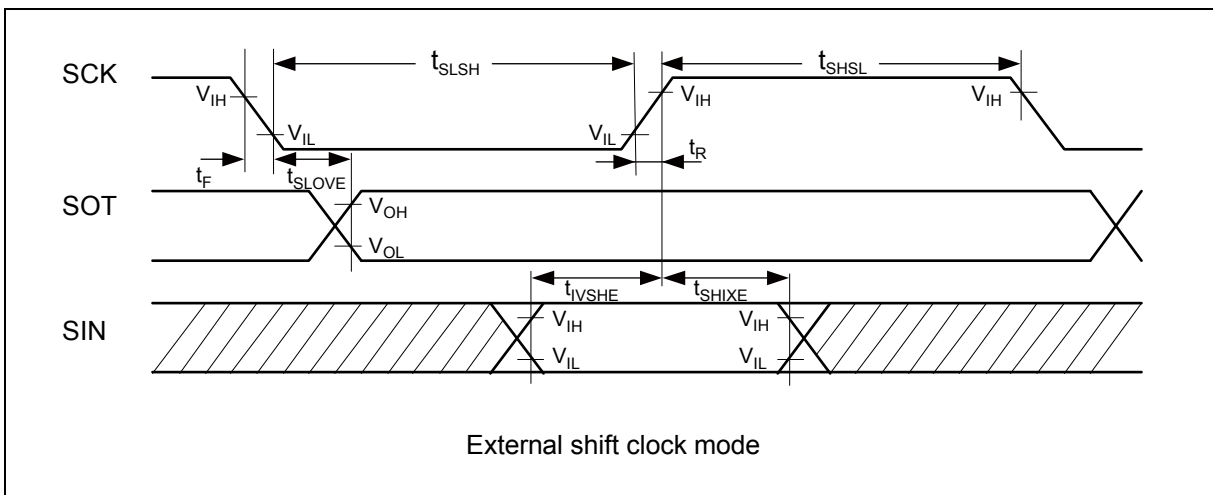 SCK
tSLSH
tSHSL
VIH
VIL
VIL
VIH
VIH
tF
tSLOVE
tR
SOT
VOH
VOL
tIVSHE
tSHIXE
SIN
VIH
VIL
VIH
VIL
External shift clock mode